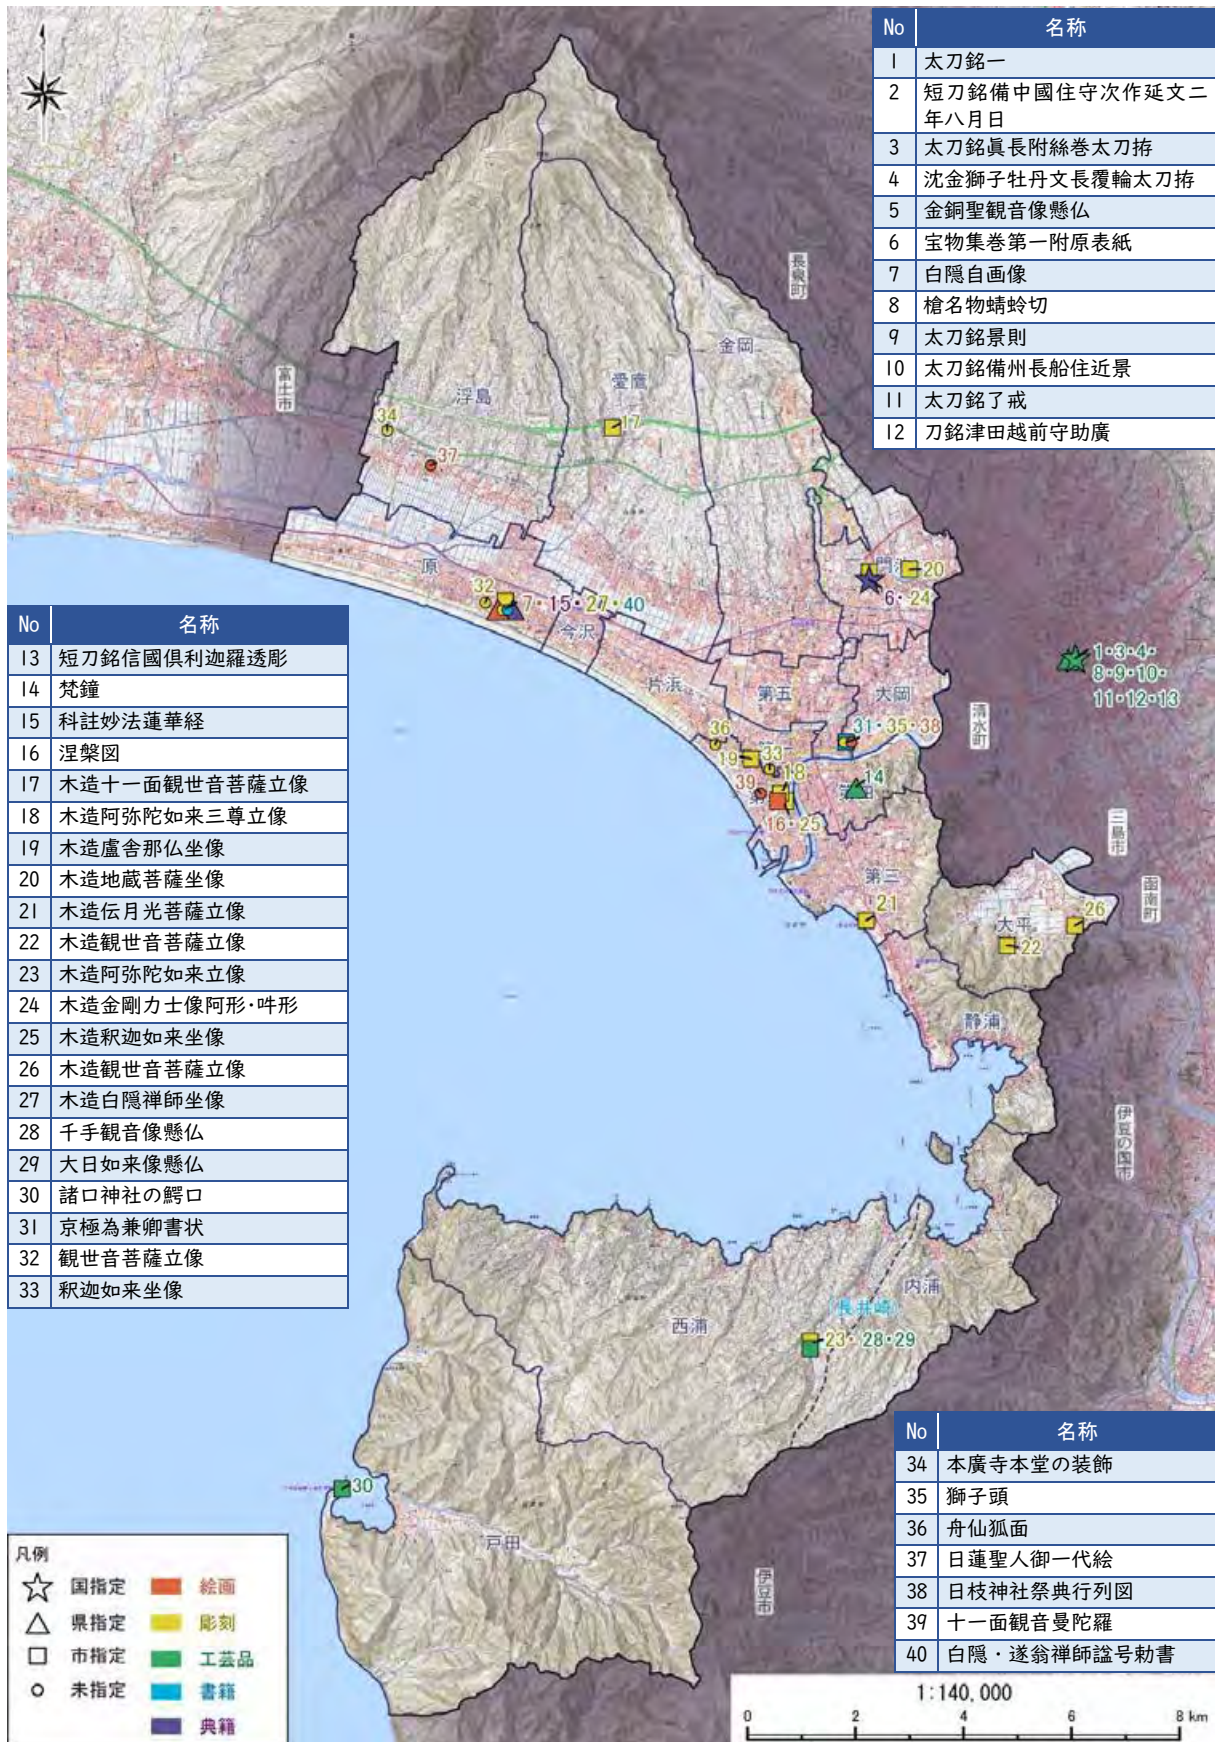 No 名称
1 太刀銘一
2 短刀銘備中國住守次作延文二
年八月日
3 太刀銘眞長附絲巻太刀拵
4 沈金獅子牡丹文長覆輪太刀拵
5 金銅聖観音像懸仏
6 宝物集巻第一附原表紙
7 白隠自画像
8 槍名物蜻蛉切
9 太刀銘景則
10 太刀銘備州長船住近景
11 太刀銘了戒
12 刀銘津田越前守助廣
長泉町
金岡
愛鷹
浮島
富士市
34
17
37
原
門池
20
32
7・15・27・40
6・24
今沢
片浜
第五
大岡
1・3・4・
8・9・10・
11・12・13
清水町
36
31・35・38
19
33
18
14
39
16・25
三島市
函南町
第三
21
大平
26
22
静浦
伊豆の国市
No 名称
13 短刀銘信國倶利迦羅透彫
14 梵鐘
15 科註妙法蓮華経
16 涅槃図
17 木造十一面観世音菩薩立像
18 木造阿弥陀如来三尊立像
19 木造盧舎那仏坐像
20 木造地蔵菩薩坐像
21 木造伝月光菩薩立像
22 木造観世音菩薩立像
23 木造阿弥陀如来立像
24 木造金剛力士像阿形・吽形
25 木造釈迦如来坐像
26 木造観世音菩薩立像
27 木造白隠禅師坐像
28 千手観音像懸仏
29 大日如来像懸仏
30 諸口神社の鰐口
31 京極為兼卿書状
32 観世音菩薩立像
33 釈迦如来坐像
内浦
(長井崎)
西浦
23・28・29
30
戸田
伊豆市
No 名称
34 本廣寺本堂の装飾
35 獅子頭
36 舟仙狐面
37 日蓮聖人御一代絵
38 日枝神社祭典行列図
39 十一面観音曼陀羅
40 白隠・遂翁禅師諡号勅書
凡例
国指定 絵画
県指定 彫刻
市指定 工芸品
未指定 書籍
典籍
1:140,000
0 2 4 6 8 km